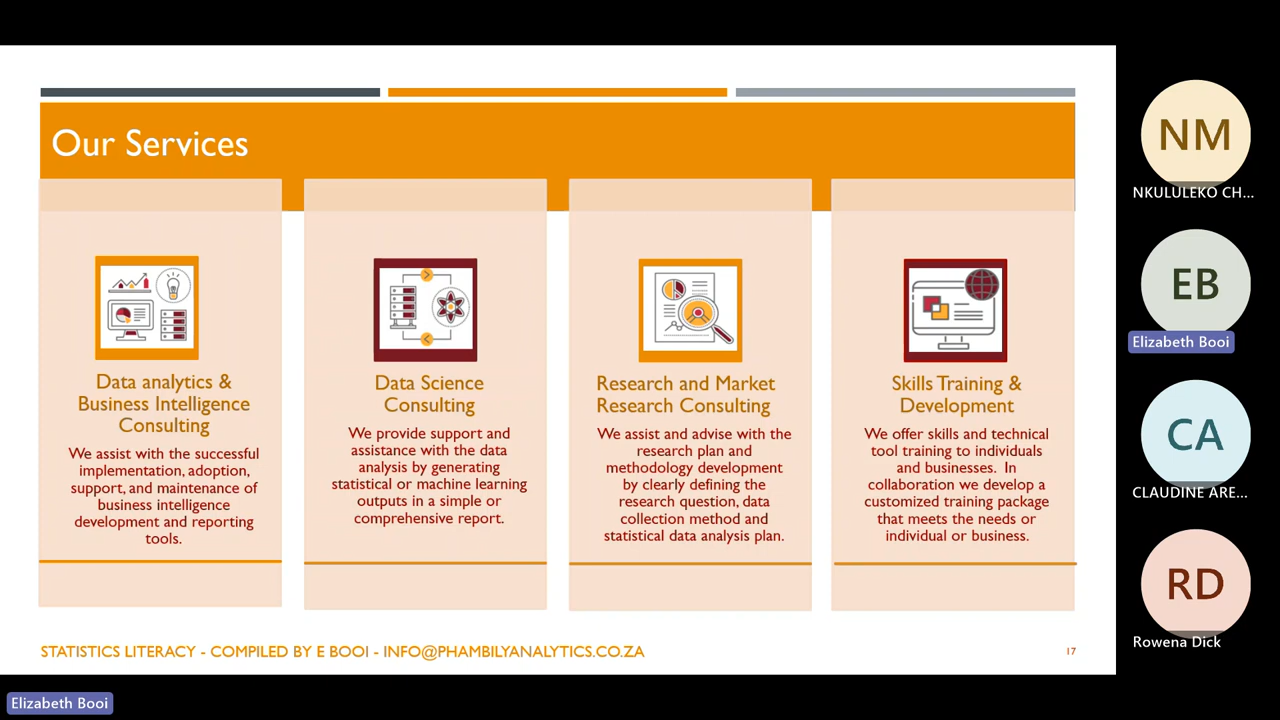 Our Services
Data analytics &
Business Intelligence
Consulting
We assist with the successful
implementation, adoption,
support, and maintenance of
business intelligence
development and reporting
tools.
Data Science
Consulting
We provide support and
assistance with the data
analysis by generating
statistical or machine learning
outputs in a simple or
comprehensive report.
Research and Market
Research Consulting
We assist and advise with the
research plan and
methodology development
by clearly defining the
research question, data
collection method and
statistical data analysis plan.
Skills Training &
Development
We offer skills and technical
tool training to individuals
and businesses. In
collaboration we develop a
customized training package
that meets the needs or
individual or business.
STATISTICS LITERACY - COMPILED BY E BOOI - INFO@PHAMBILYANALYTICS.CO.ZA
17
NM
NKULULEKO CH...
EB
Elizabeth Booi
CA
CLAUDINE ARE...
RD
Rowena Dick
Elizabeth Booi